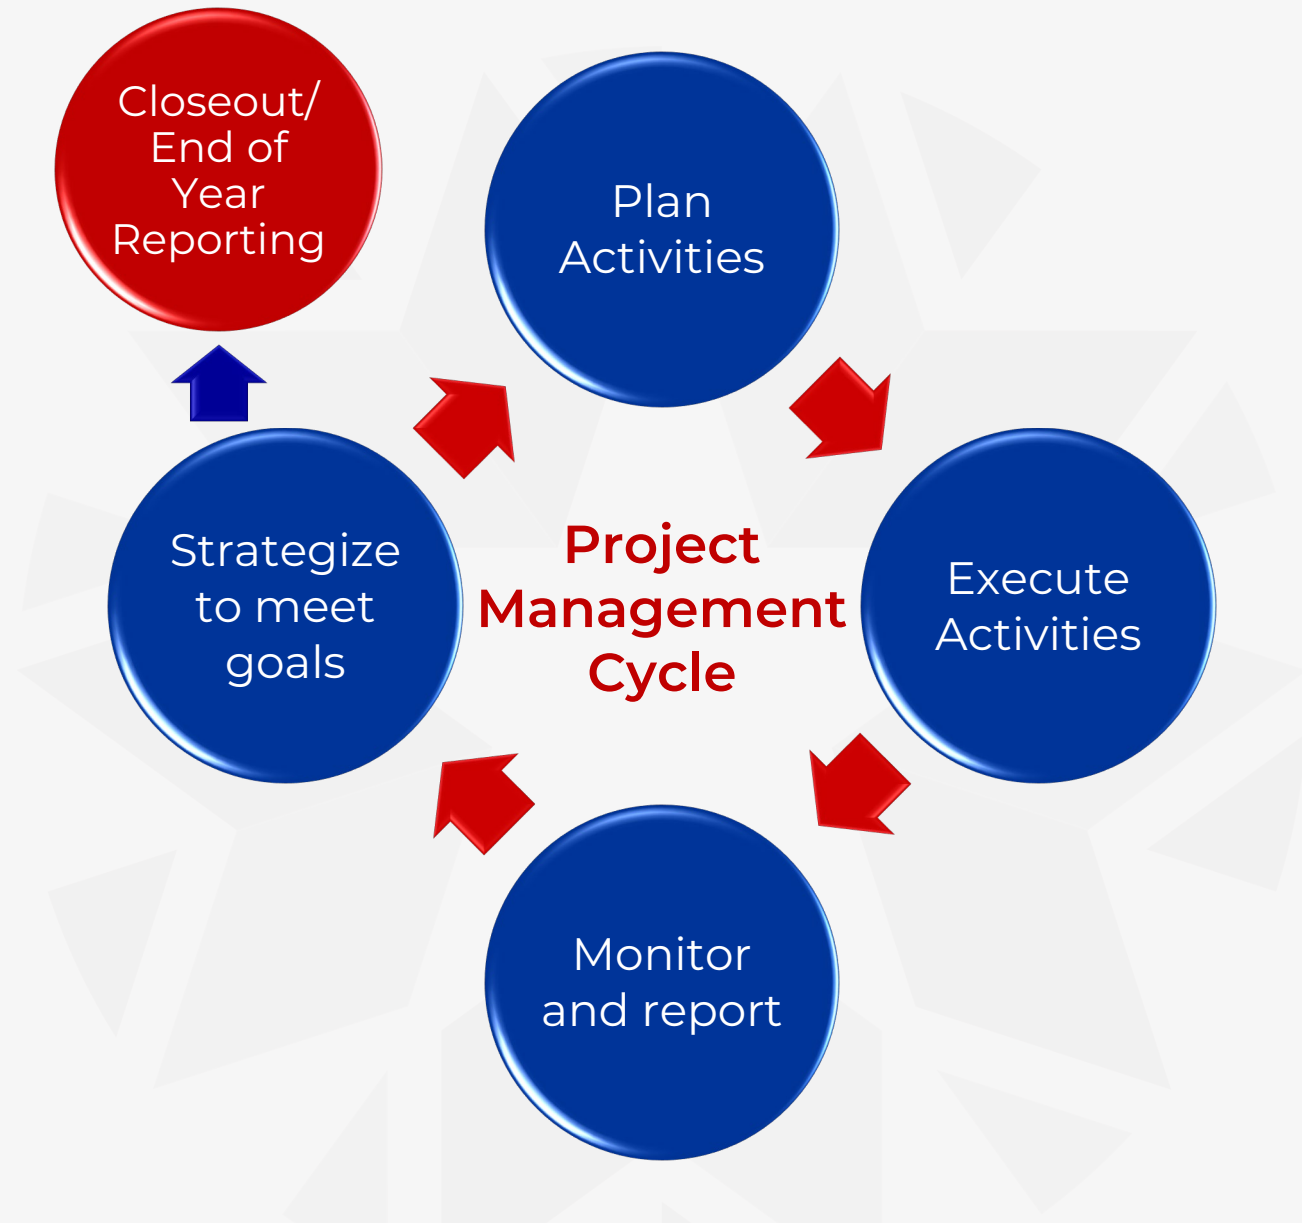 Closeout/
End of
Year
Reporting
Plan
Activities
Execute
Activities
Monitor
and report
Strategize
to meet
goals
Project
Management
Cycle